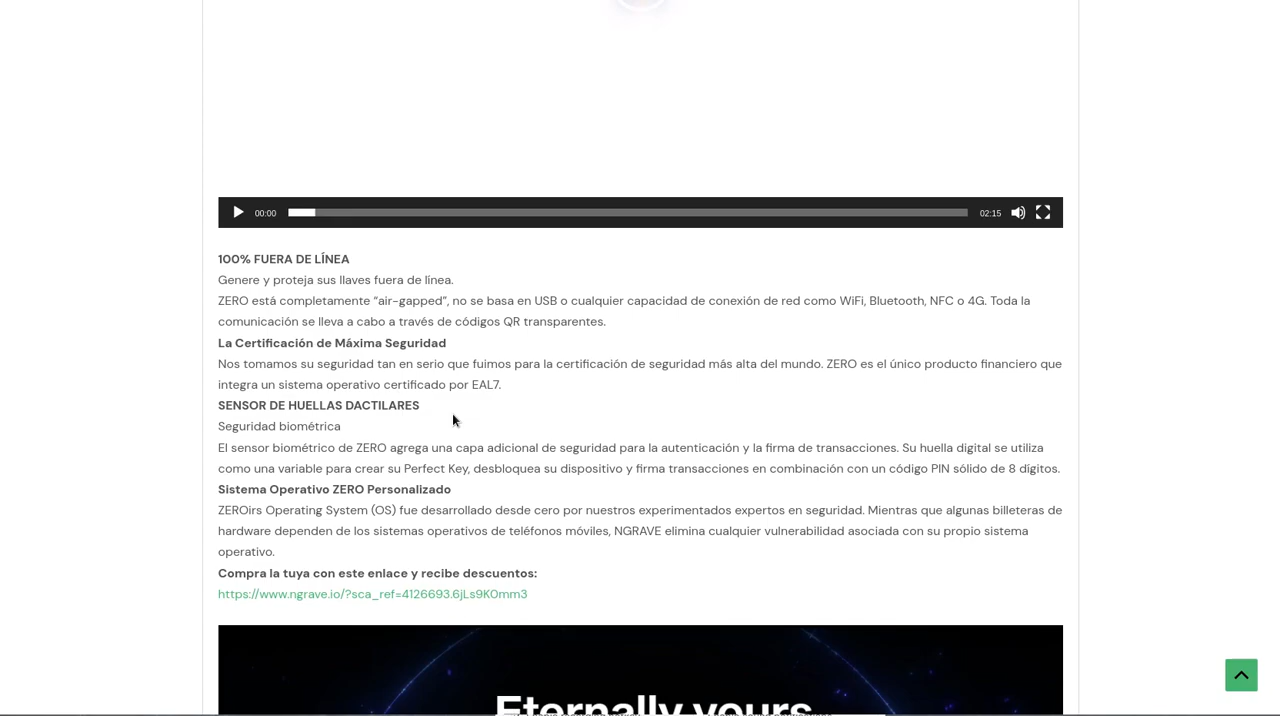 00:00
02:15
100% FUERA DE LÍNEA
Genere y proteja sus llaves fuera de línea.
ZERO está completamente “air-gapped”, no se basa en USB o cualquier capacidad de conexión de red como WiFi, Bluetooth, NFC o 4G. Toda la
comunicación se lleva a cabo a través de códigos QR transparentes.
La Certificación de Máxima Seguridad
Nos tomamos su seguridad tan en serio que fuimos para la certificación de seguridad más alta del mundo. ZERO es el único producto financiero que
integra un sistema operativo certificado por EAL7.
SENSOR DE HUELLAS DACTILARES
Seguridad biométrica
El sensor biométrico de ZERO agrega una capa adicional de seguridad para la autenticación y la firma de transacciones. Su huella digital se utiliza
como una variable para crear su Perfect Key, desbloquea su dispositivo y firma transacciones en combinación con un código PIN sólido de 8 dígitos.
Sistema Operativo ZERO Personalizado
ZEROirs Operating System (OS) fue desarrollado desde cero por nuestros experimentados expertos en seguridad. Mientras que algunas billeteras de
hardware dependen de los sistemas operativos de teléfonos móviles, NGRAVE elimina cualquier vulnerabilidad asociada con su propio sistema
operativo.
Compra la tuya con este enlace y recibe descuentos:
https://www.ngrave.io/?sca_ref=4126693.6jLs9K0mm3
Eternally yours